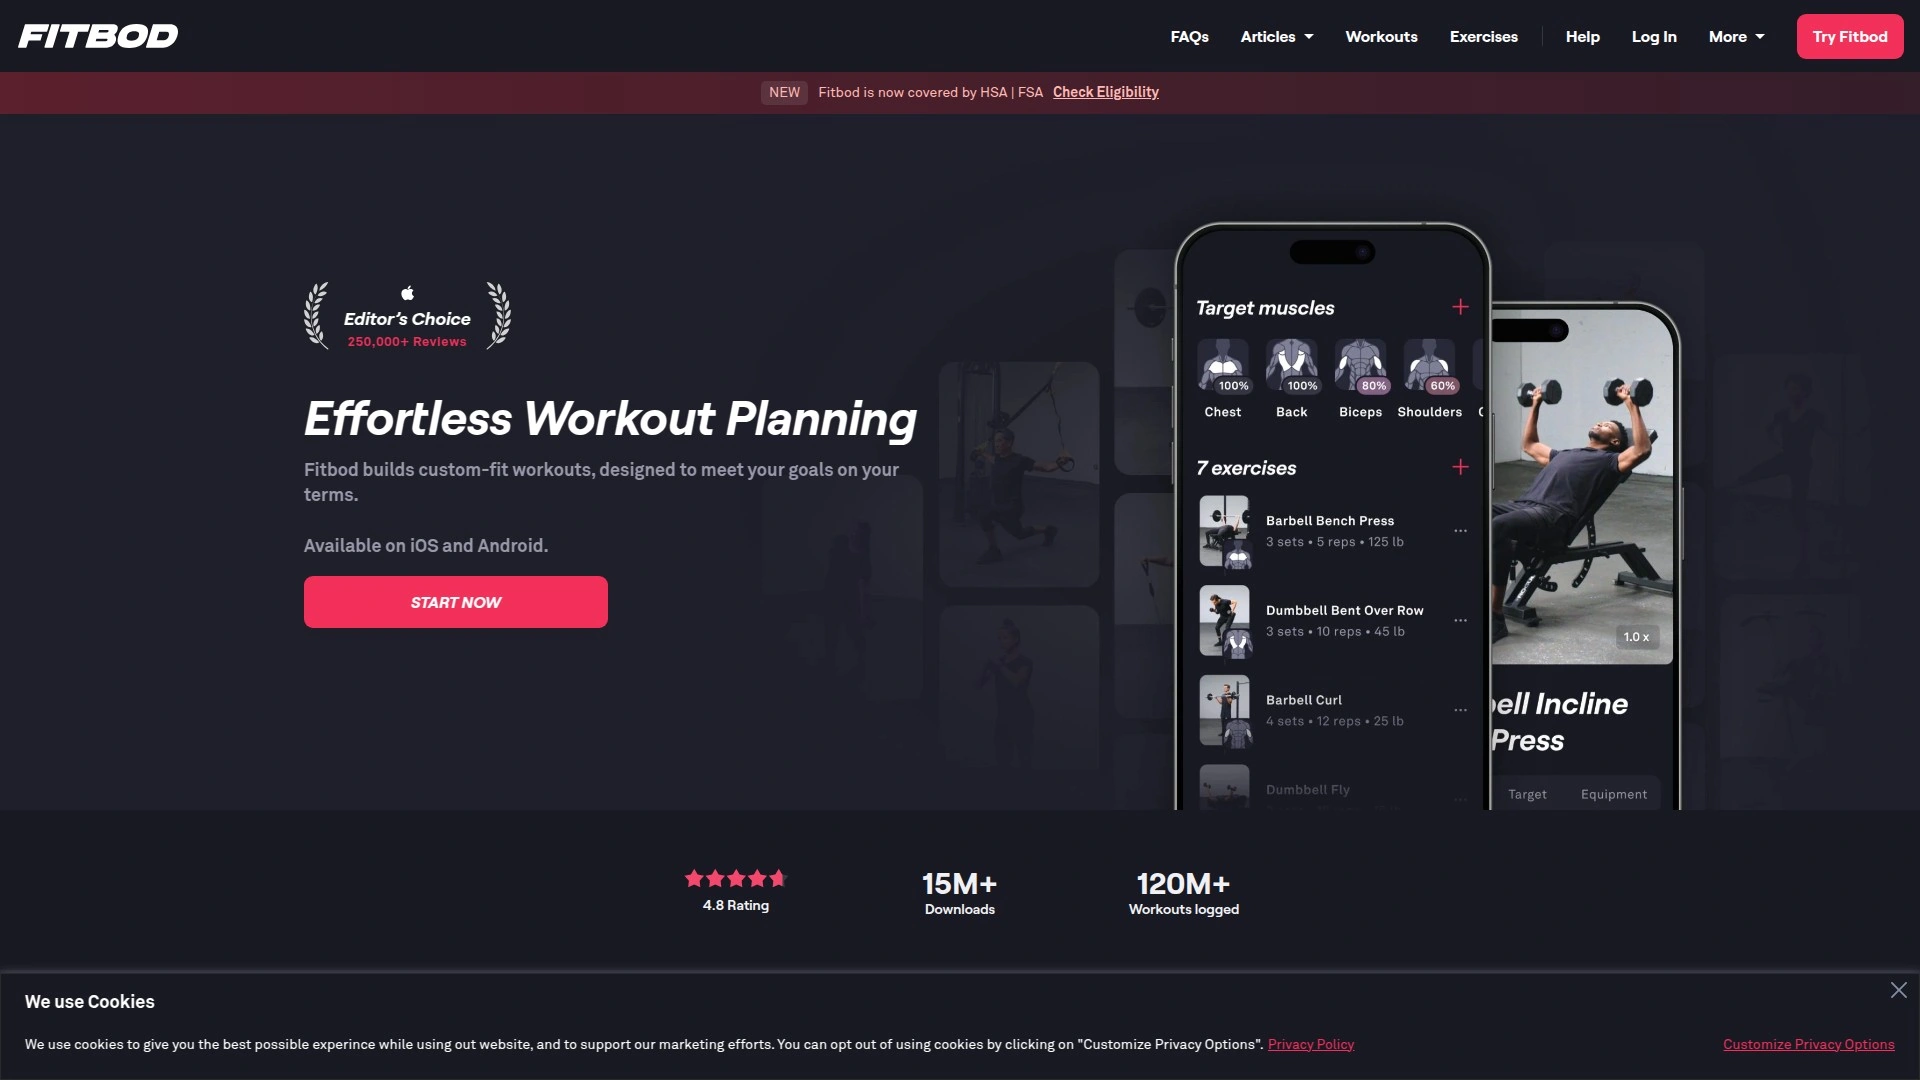 FITBOD
FAQs
Articles
Workouts
Exercises
Help
Log In
More
Try Fitbod
NEW
Fitbod is now covered by HSA | FSA Check Eligibility
Editor's Choice
250,000+ Reviews
Effortless Workout Planning
Fitbod builds custom-fit workouts, designed to meet your goals on your
terms.
Available on iOS and Android.
START NOW
Target muscles
100%
100%
80%
60%
Chest
Back
Biceps
Shoulders
7 exercises
Barbell Bench Press
3 sets • 5 reps • 125 lb
Dumbbell Bent Over Row
3 sets • 10 reps • 45 lb
Barbell Curl
4 sets • 12 reps • 25 lb
Dumbbell Fly
1.0 x
bell Incline
Press
Target
Equipment
4.8 Rating
15M+
Downloads
120M+
Workouts logged
We use Cookies
We use cookies to give you the best possible experince while using out website, and to support our marketing efforts. You can opt out of using cookies by clicking on "Customize Privacy Options". Privacy Policy
Customize Privacy Options